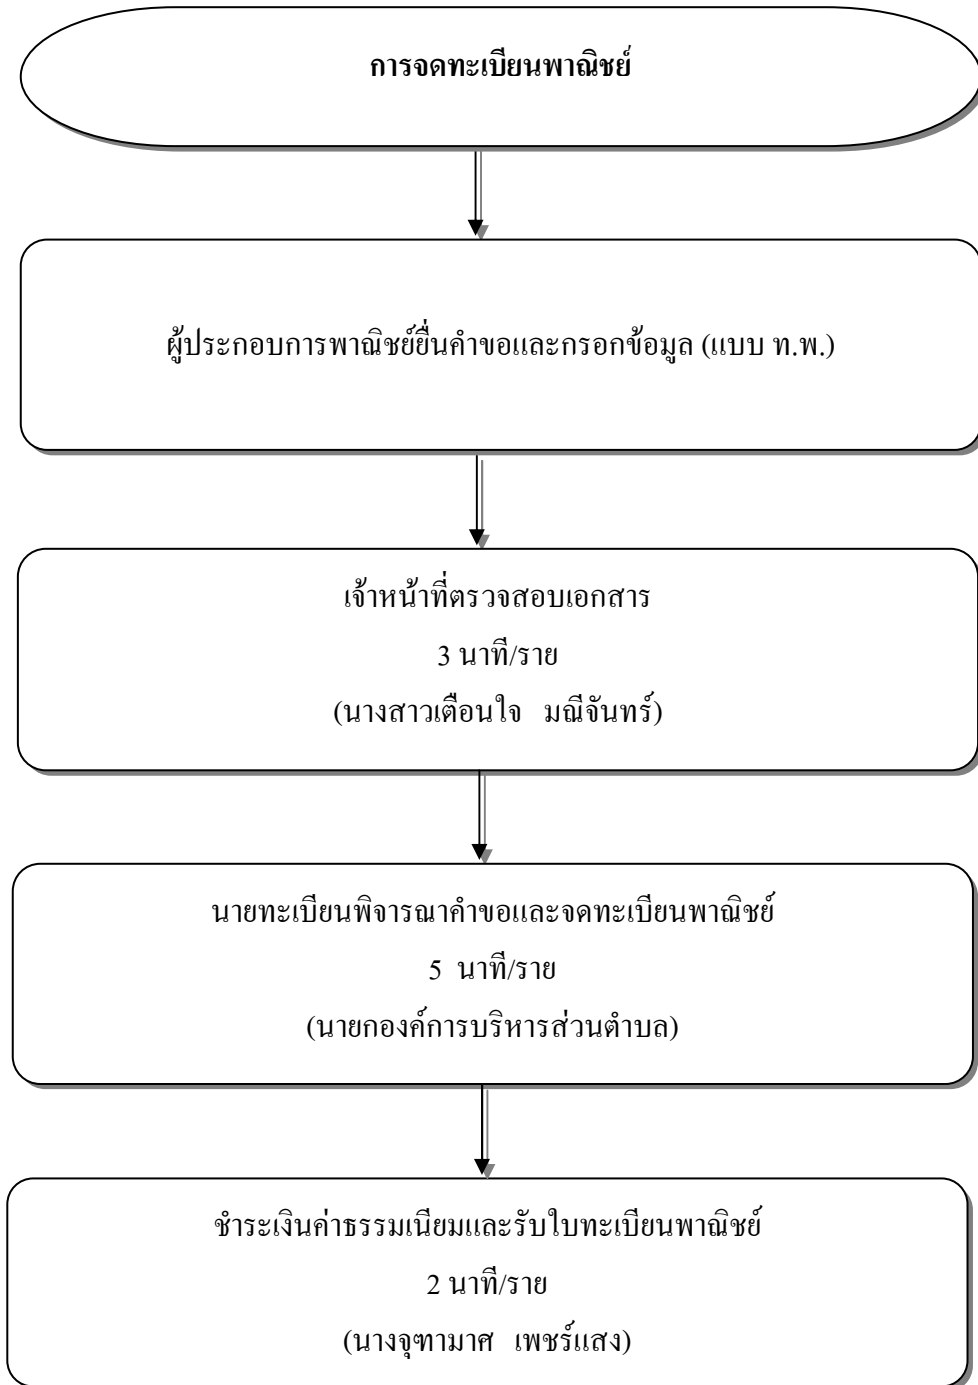 การจดทะเบียนพาณิชย์
ผู้ประกอบการพาณิชย์ยื่นคำขอและกรอกข้อมูล (แบบ ท.พ.)
เจ้าหน้าที่ตรวจสอบเอกสาร
3 นาที/ราย
(นางสาวเตือนใจ มณีจันทร์)
นายทะเบียนพิจารณาคำขอและจดทะเบียนพาณิชย์
5 นาที/ราย
(นายกองค์การบริหารส่วนตำบล)
ชำระเงินค่าธรรมเนียมและรับใบทะเบียนพาณิชย์
2 นาที/ราย
(นางจุฑามาศ เพชร์แสง)